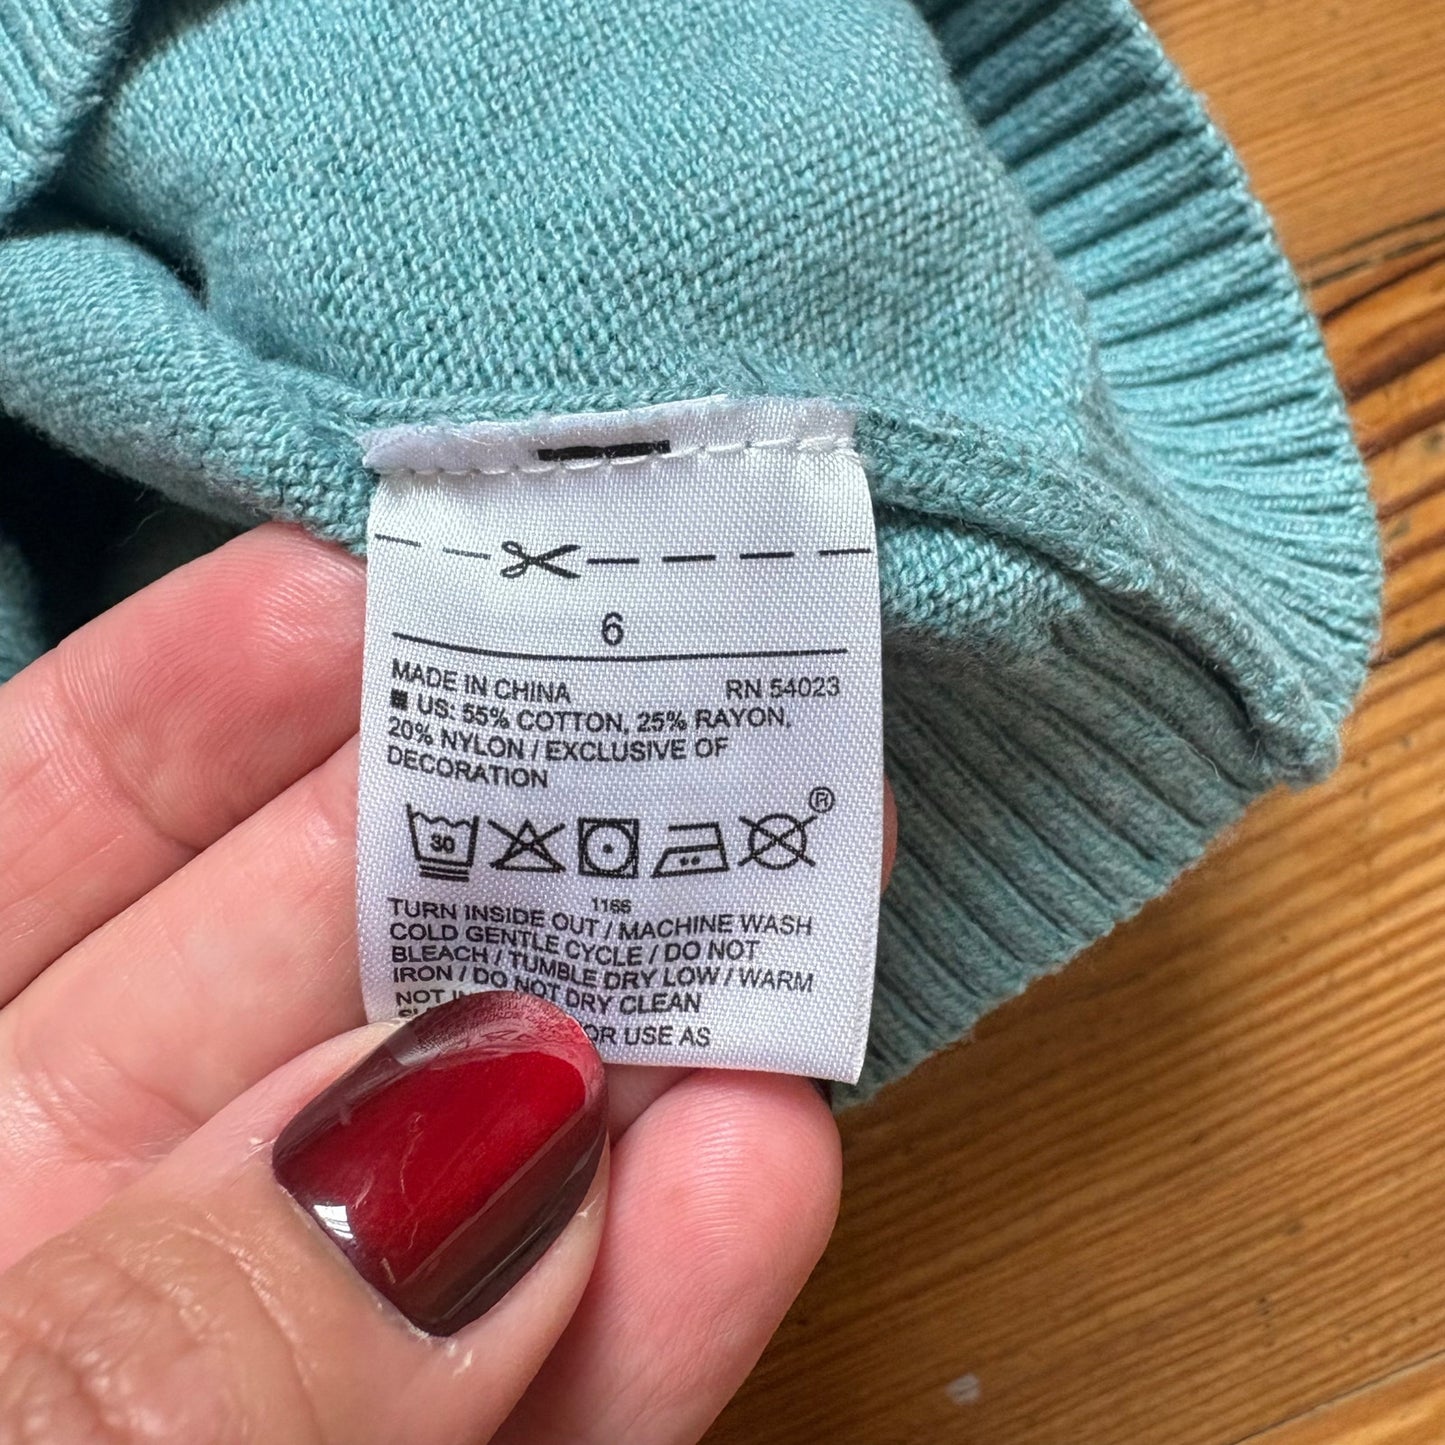 6
MADE IN CHINA RN 54023
US: 55% COTTON, 25% RAYON,
20% NYLON / EXCLUSIVE OF
DECORATION
®
30
1166
TURN INSIDE OUT / MACHINE WASH
COLD GENTLE CYCLE / DO NOT
BLEACH / TUMBLE DRY LOW / WARM
IRON / DO NOT DRY CLEAN
NOT
OR USE AS